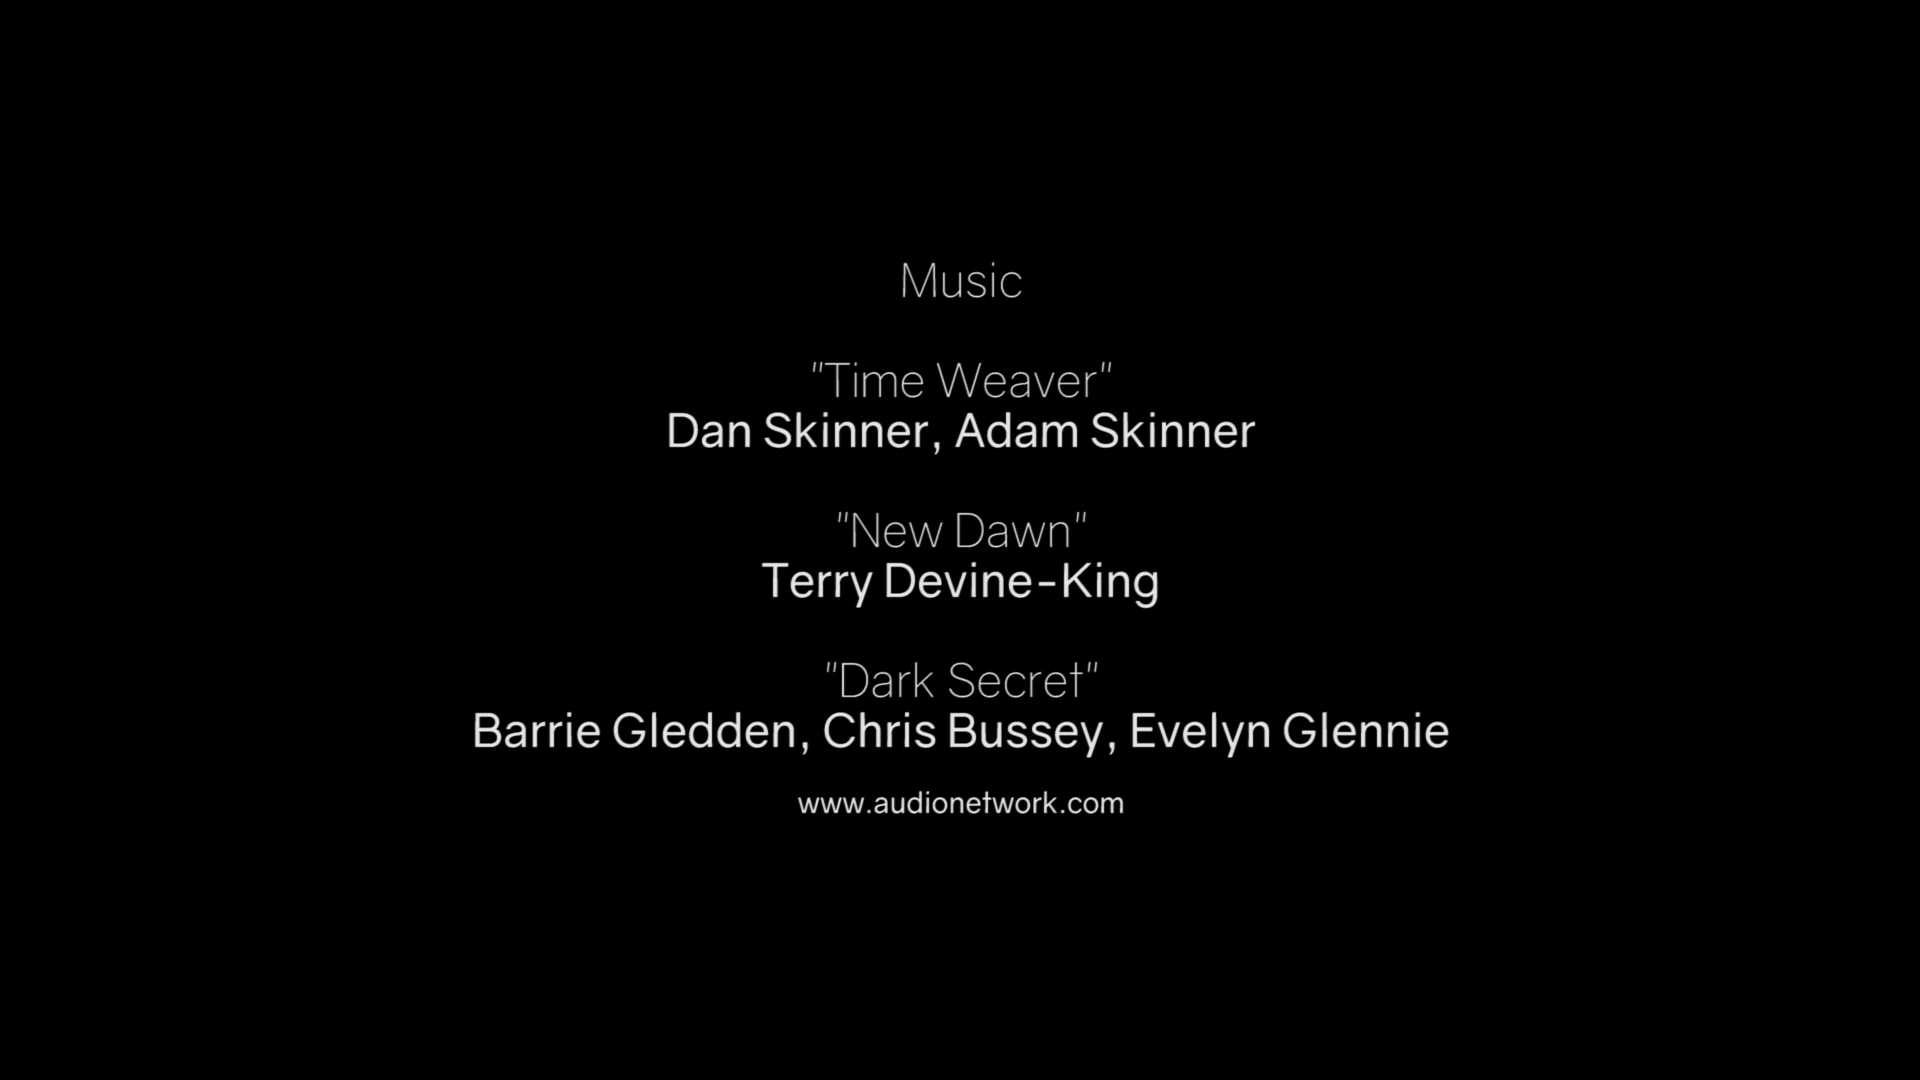 Music
"Time Weaver"
Dan Skinner, Adam Skinner
"New Dawn"
Terry Devine-King
"Dark Secret"
Barrie Gledden, Chris Bussey, Evelyn Glennie
www.audionetwork.com